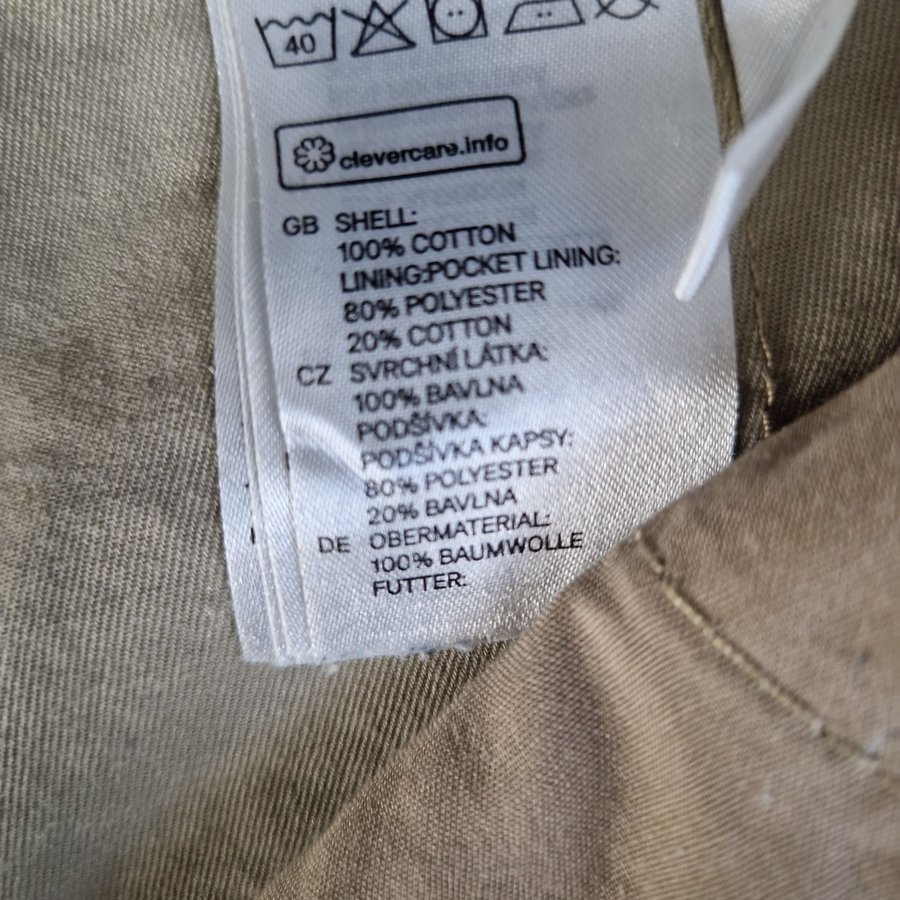 40
clevercare.info
GB SHELL:
100% COTTON
LINING:POCKET LINING:
80% POLYESTER
20% COTTON
CZ SVRCHNÍ LÁTKA:
100% BAVLNA
PODŠÍVKA:
PODŠÍVKA KAPSY:
80% POLYESTER
20% BAVLNA
DE OBERMATERIAL:
100% BAUMWOLLE
FUTTER: